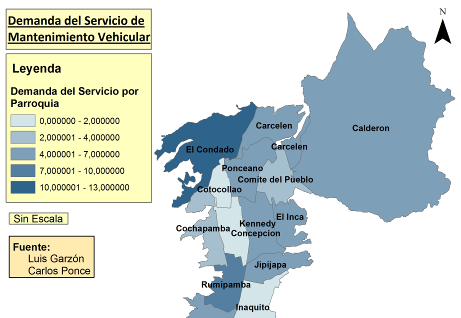 Demanda del Servicio de
Mantenimiento Vehicular
N
Leyenda
Demanda del Servicio por
Parroquia
0,000000 - 2,000000
2,000001 - 4,000000
4,000001 - 7,000000
7,000001 - 10,000000
10,000001 - 13,000000
Sin Escala
Fuente:
Luis Garzón
Carlos Ponce
Carcelen
Calderon
El Condado
Carcelen
Ponceano
Comite del Pueblo
Cotocollao
El Inca
Kennedy
Cochapamba
Concepcion
Jipijapa
Rumipamba
Inaquito